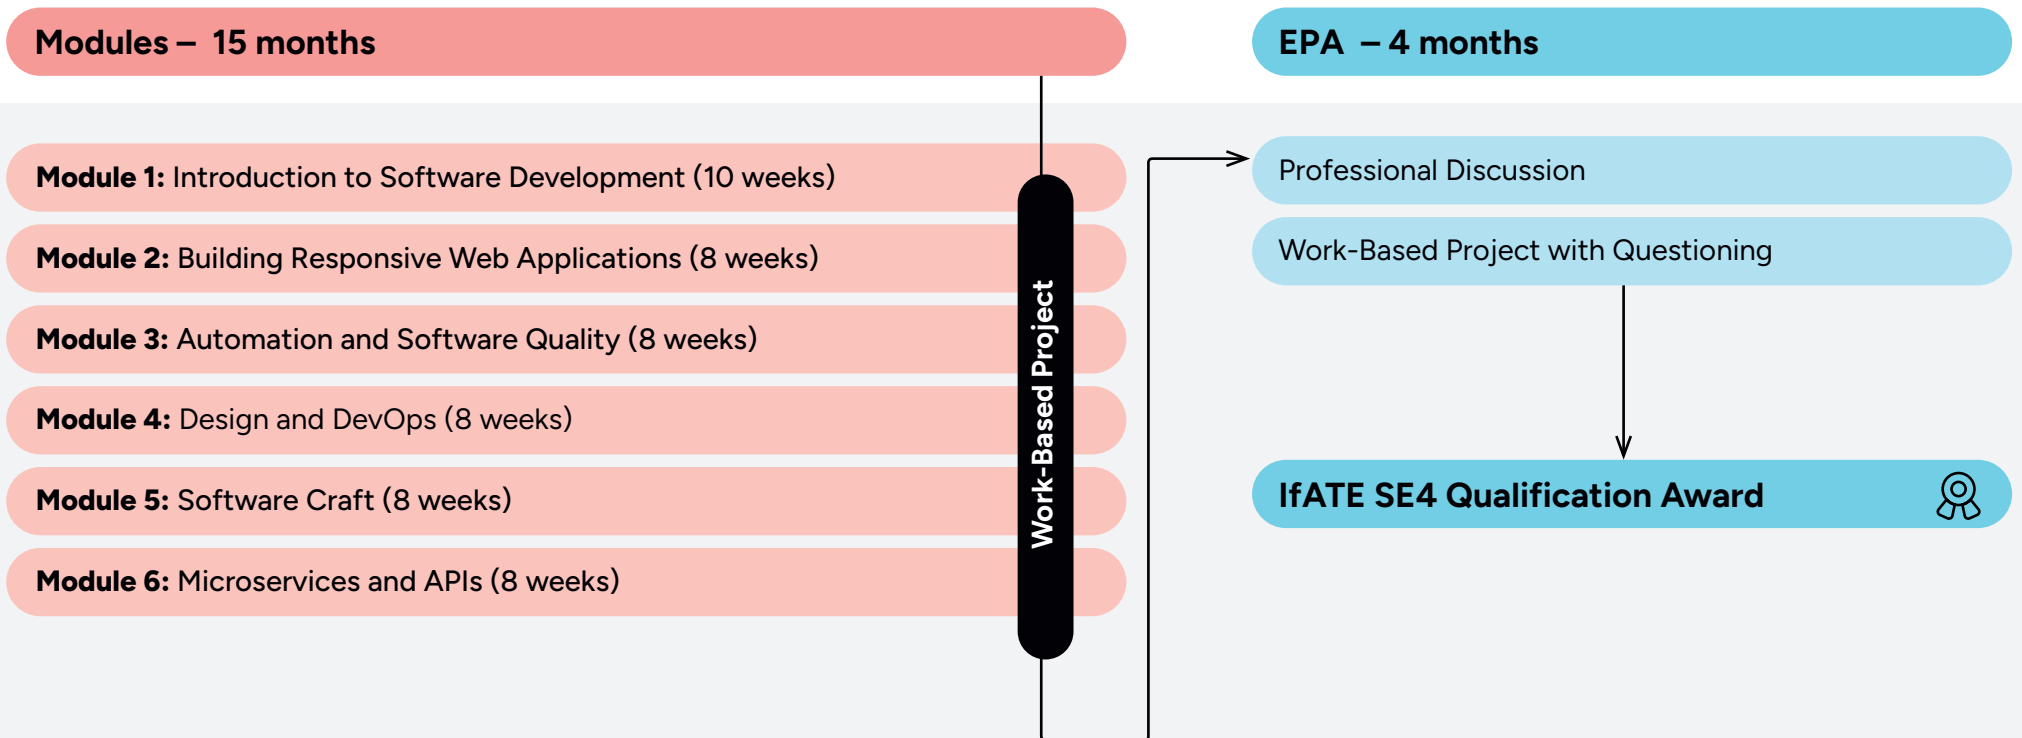 Modules – 15 months
Module 1: Introduction to Software Development (10 weeks)
Module 2: Building Responsive Web Applications (8 weeks)
Module 3: Automation and Software Quality (8 weeks)
Module 4: Design and DevOps (8 weeks)
Module 5: Software Craft (8 weeks)
Module 6: Microservices and APIs (8 weeks)
Work-Based Project
EPA – 4 months
Professional Discussion
Work-Based Project with Questioning
IfATE SE4 Qualification Award